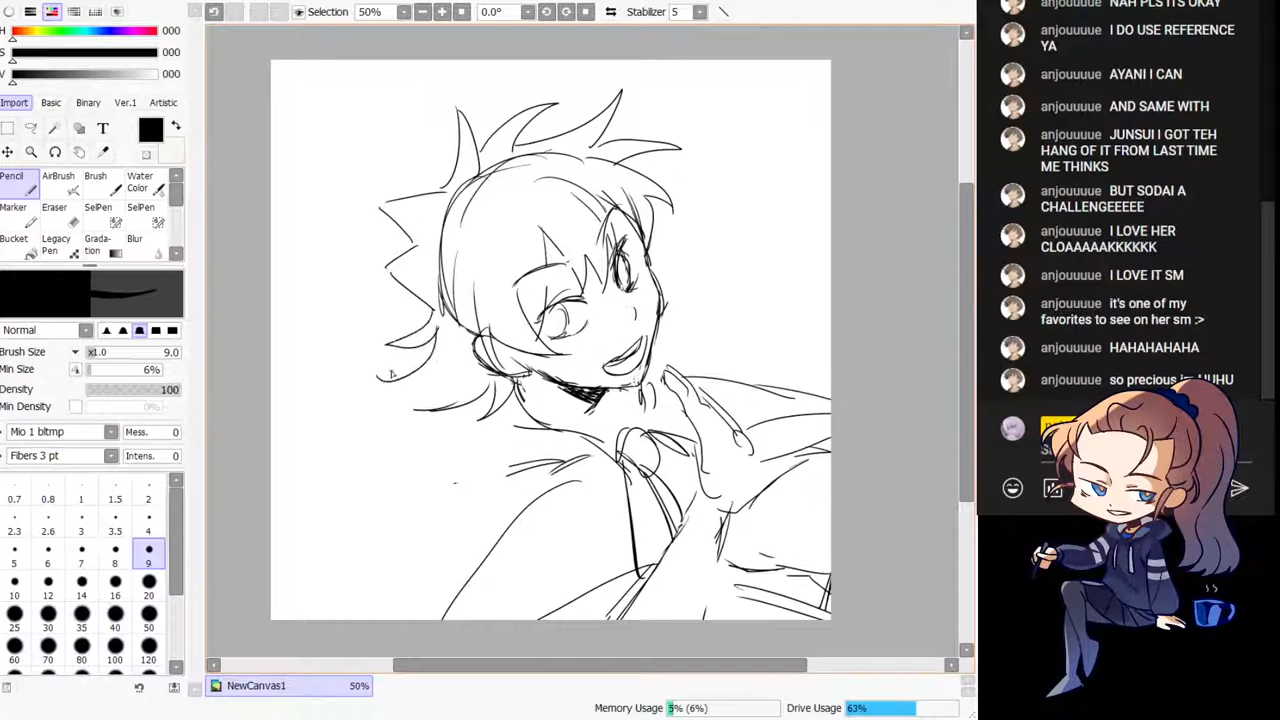 Selection 50% 0.0° Stabilizer 5
H 000
S 000
V 000
Import Basic Binary Ver.1 Artistic
T
Pencil AirBrush Brush Water Color
Marker Eraser SelPen SelPen
Bucket Legacy Pen Grada-tion Blur
Normal
Brush Size x1.0 9.0
Min Size 6%
Density 100
Min Density 0%
Mio 1 bltmp Mess. 0
Fibers 3 pt Intens. 0
0.7 0.8 1 1.5 2
2.3 2.6 3 3.5 4
5 6 7 8 9
10 12 14 16 20
25 30 35 40 50
60 70 80 100 120
NewCanvas1 50%
Memory Usage 5% (6%) Drive Usage 63%
anjouuuue NAH PLS ITS OKAY
anjouuuue I DO USE REFERENCE
YA
anjouuuue AYANI I CAN
anjouuuue AND SAME WITH
anjouuuue JUNSUI I GOT TEH
HANG OF IT FROM LAST TIME
ME THINKS
anjouuuue BUT SODAI A
CHALLENGEEEEE
anjouuuue I LOVE HER
CLOAAAAAKKKKKK
anjouuuue I LOVE IT SM
anjouuuue it's one of my
favorites to see on her sm :>
anjouuuue HAHAHAHAHA
anjouuuue so precious